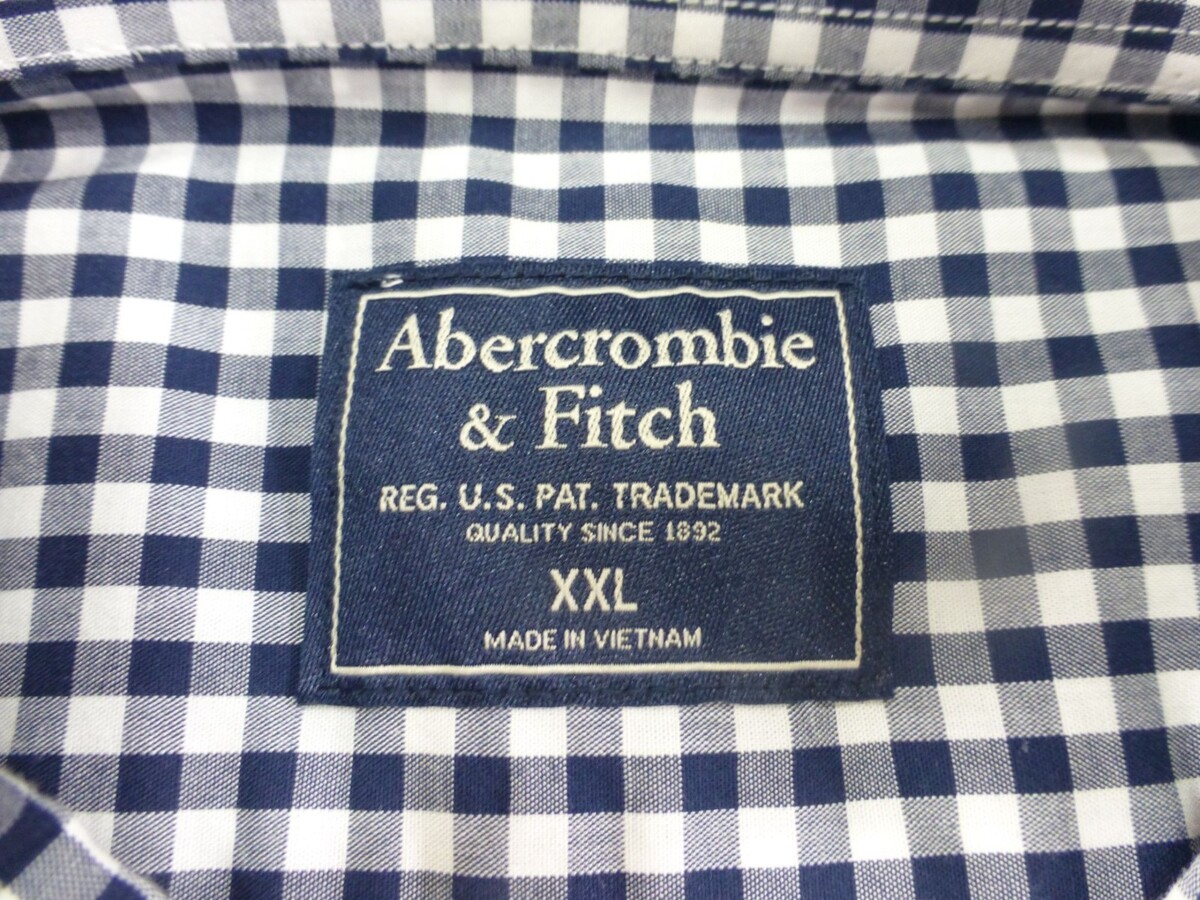 Abercrombie
& Fitch
REG. U.S. PAT. TRADEMARK
QUALITY SINCE 1892
XXL
MADE IN VIETNAM